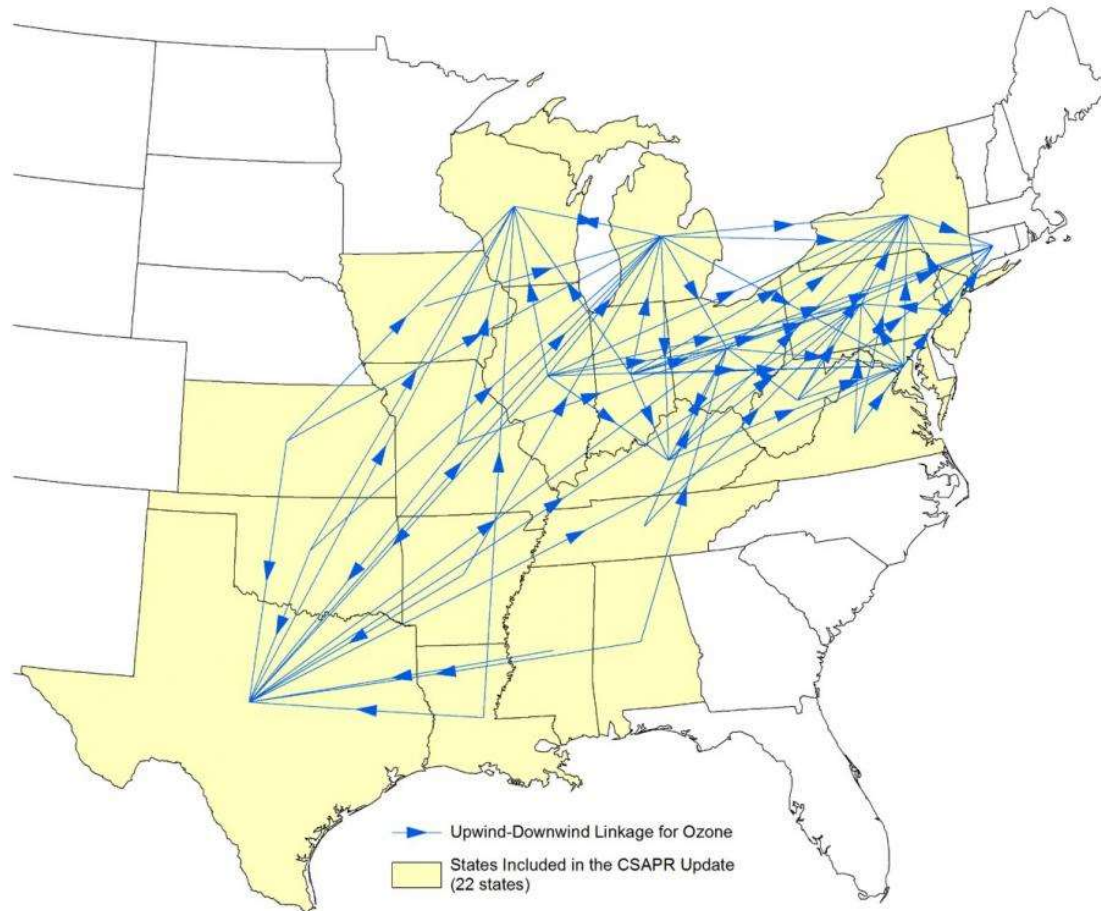 Upwind-Downwind Linkage for Ozone
States Included in the CSAPR Update
(22 states)